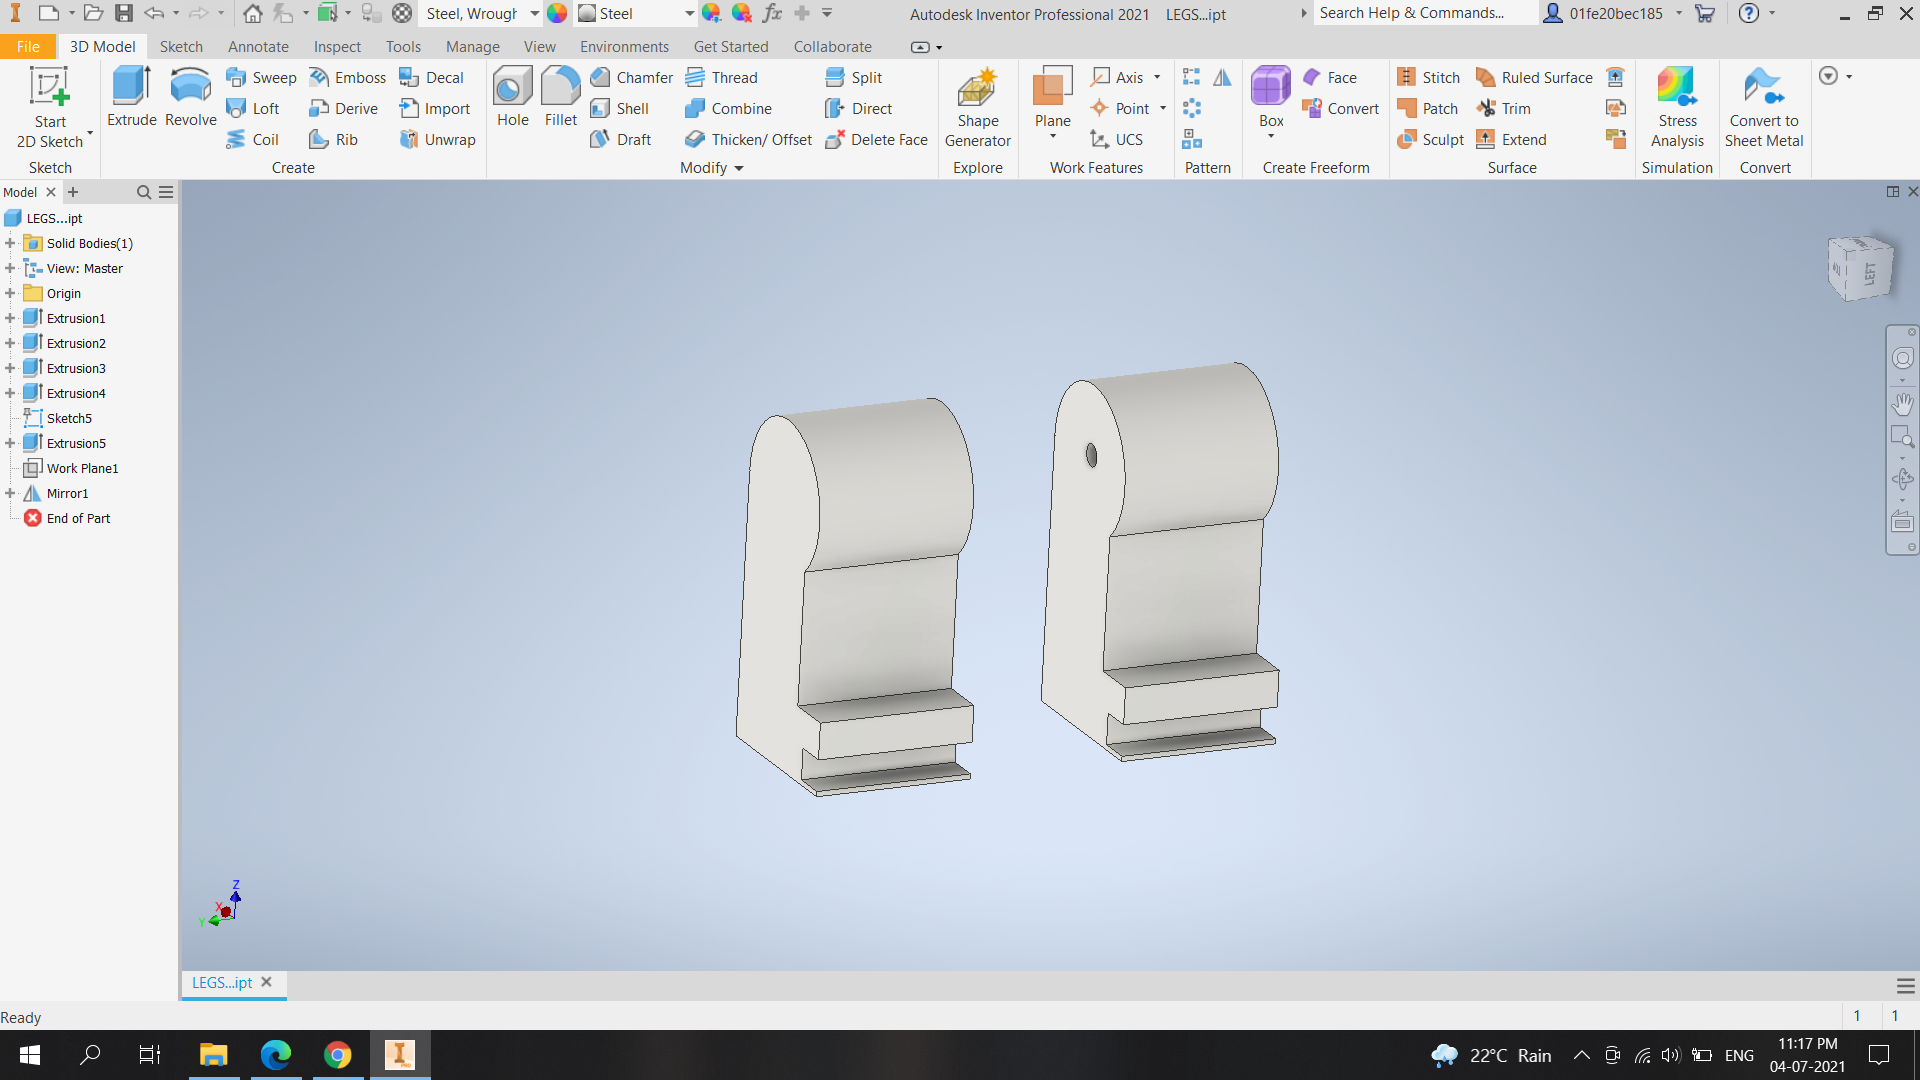 Steel, Wrough
Steel
Autodesk Inventor Professional 2021 LEGS...ipt
Search Help & Commands...
01fe20bec185
File 3D Model Sketch Annotate Inspect Tools Manage View Environments Get Started Collaborate
Start
2D Sketch
Extrude
Revolve
Sweep
Loft
Coil
Emboss
Derive
Rib
Decal
Import
Unwrap
Hole
Fillet
Chamfer
Shell
Draft
Thread
Combine
Thicken/ Offset
Split
Direct
Delete Face
Shape
Generator
Plane
Axis
Point
UCS
Box
Face
Convert
Stitch
Patch
Sculpt
Ruled Surface
Trim
Extend
Stress
Analysis
Convert to
Sheet Metal
Sketch Create Modify Explore Work Features Pattern Create Freeform Surface Simulation Convert
Model
LEGS...ipt
Solid Bodies(1)
View: Master
Origin
Extrusion1
Extrusion2
Extrusion3
Extrusion4
Sketch5
Extrusion5
Work Plane1
Mirror1
End of Part
LEFT
Z
X
Y
LEGS...ipt
Ready
1 1
22°C Rain
ENG
11:17 PM
04-07-2021